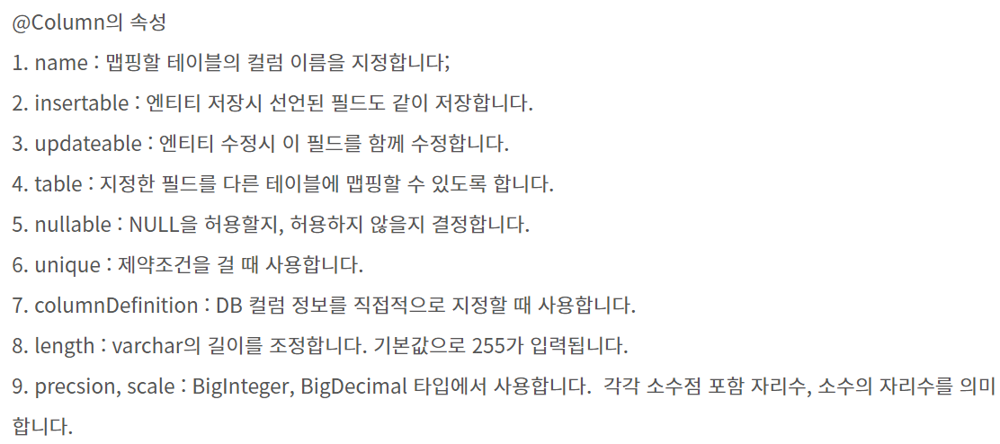 @Column의 속성
1. name : 맵핑할 테이블의 컬럼 이름을 지정합니다;
2. insertable : 엔티티 저장시 선언된 필드도 같이 저장합니다.
3. updateable : 엔티티 수정시 이 필드를 함께 수정합니다.
4. table : 지정한 필드를 다른 테이블에 맵핑할 수 있도록 합니다.
5. nullable : NULL을 허용할지, 허용하지 않을지 결정합니다.
6. unique : 제약조건을 걸 때 사용합니다.
7. columnDefinition : DB 컬럼 정보를 직접적으로 지정할 때 사용합니다.
8. length : varchar의 길이를 조정합니다. 기본값으로 255가 입력됩니다.
9. precsion, scale : BigInteger, BigDecimal 타입에서 사용합니다.  각각 소수점 포함 자리수, 소수의 자리수를 의미
합니다.